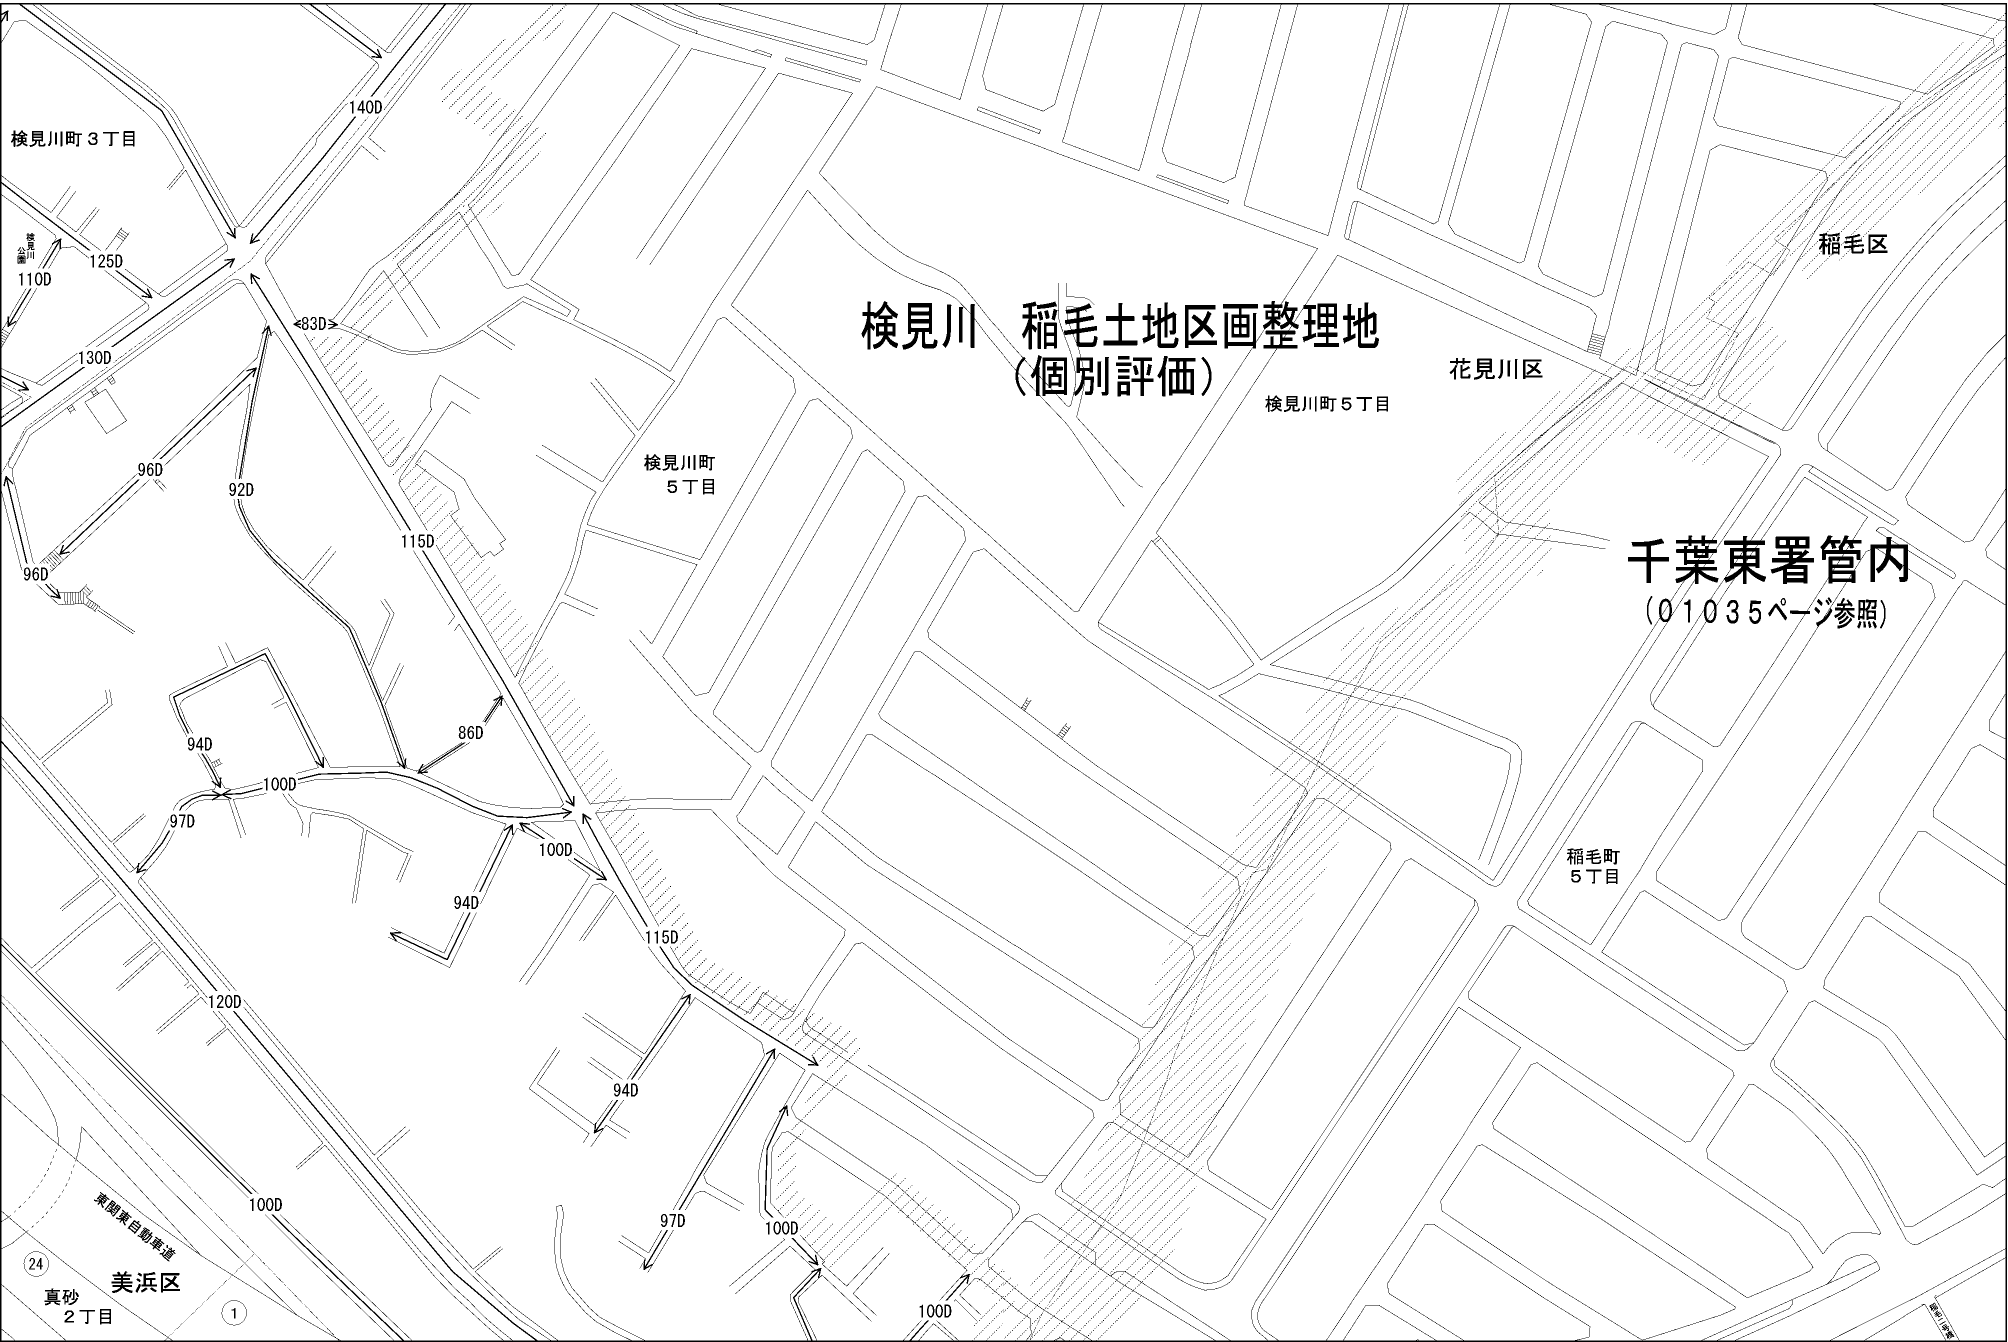 140D
検見川町３丁目
検見川
公園
125D
110D
83D
130D
検見川　稲毛土地区画整理地
（個別評価）
稲毛区
花見川区
検見川町５丁目
検見川町
５丁目
96D
92D
115D
96D
千葉東署管内
（０１０３５ページ参照）
86D
94D
100D
97D
100D
94D
115D
稲毛町
５丁目
120D
94D
97D
100D
100D
100D
東関東自動車道
24
美浜区
真砂
２丁目
1